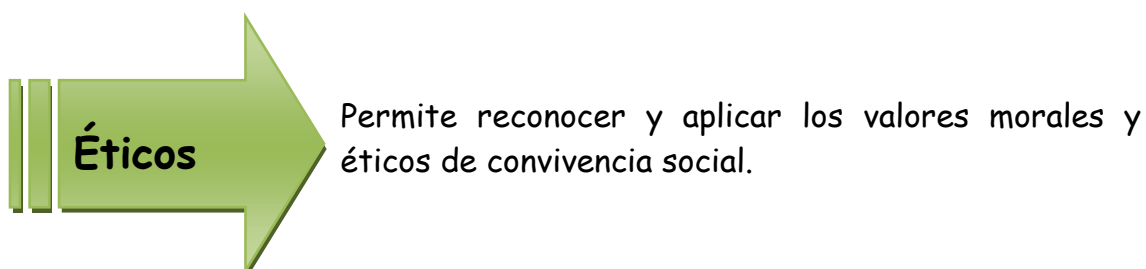 Éticos
Permite reconocer y aplicar los valores morales y
éticos de convivencia social.